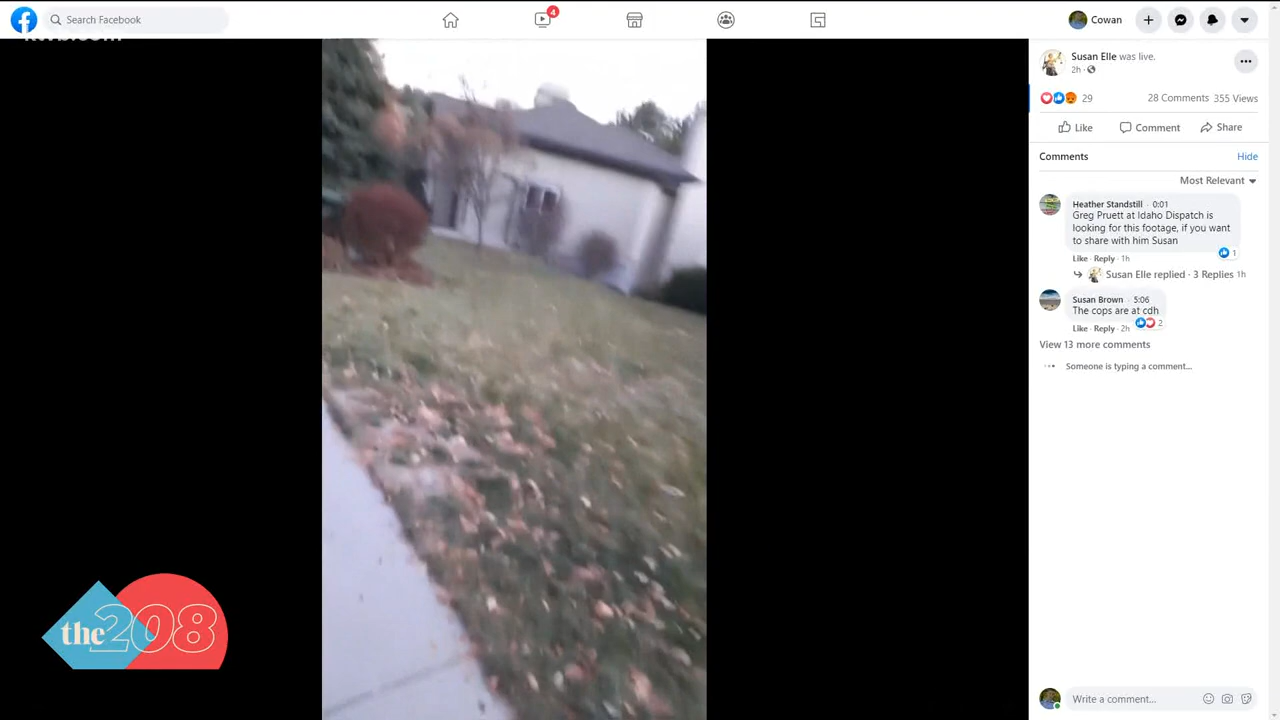 Search Facebook
4
Cowan
Susan Elle was live.
2h
29
28 Comments 355 Views
Like
Comment
Share
Comments
Hide
Most Relevant
Heather Standstill · 0:01
Greg Pruett at Idaho Dispatch is
looking for this footage, if you want
to share with him Susan
1
Like · Reply · 1h
Susan Elle replied · 3 Replies 1h
Susan Brown · 5:06
The cops are at cdh
2
Like · Reply · 2h
View 13 more comments
Someone is typing a comment...
Write a comment...
the 208